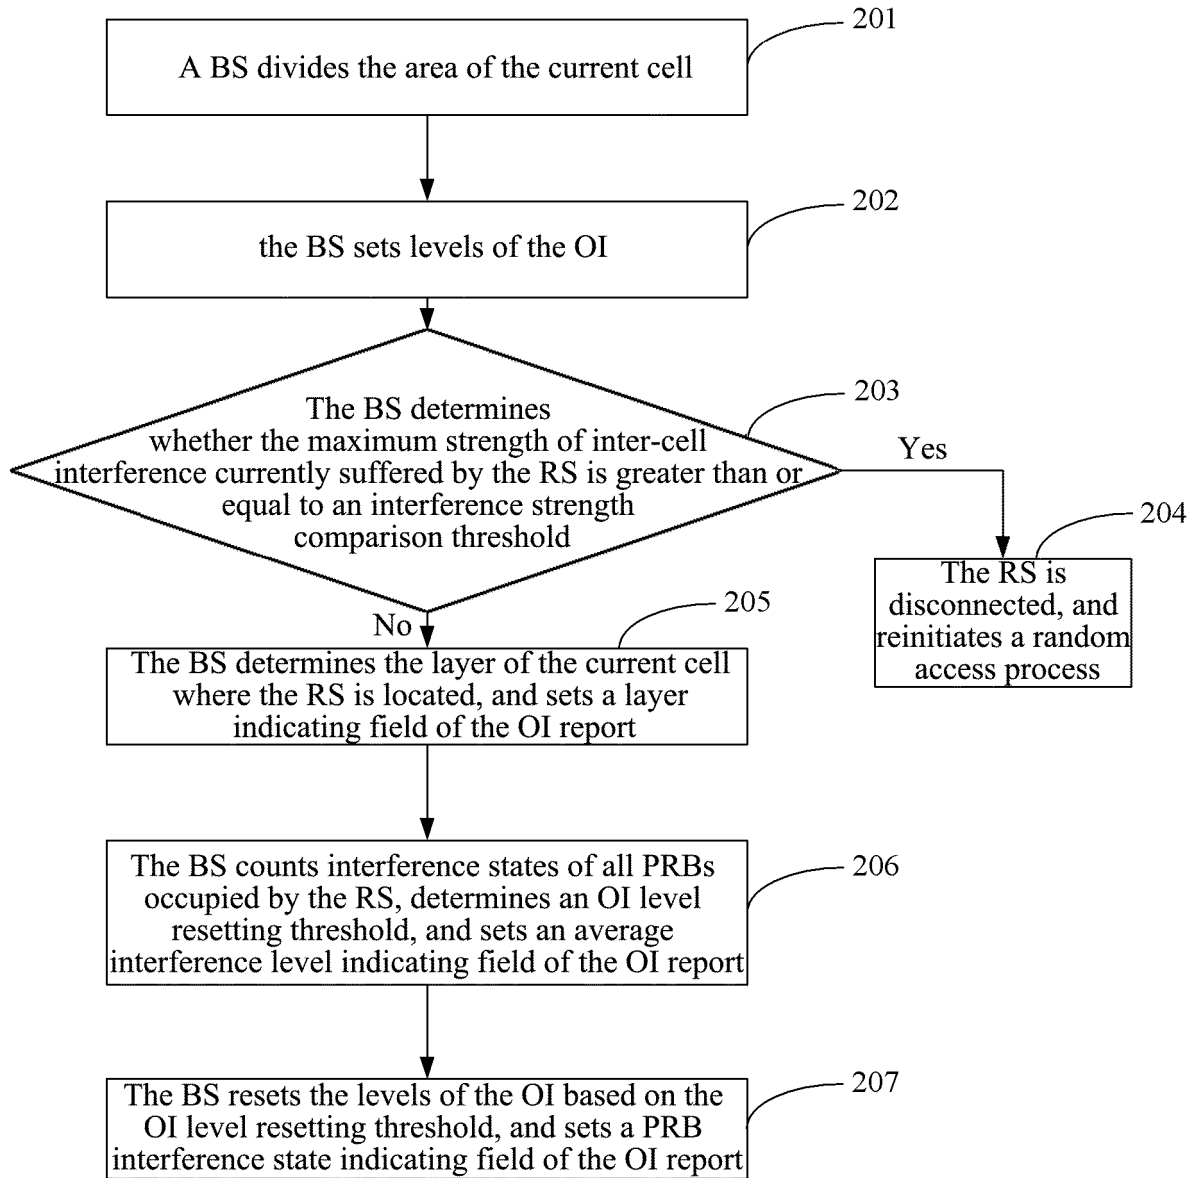 201
A BS divides the area of the current cell
202
the BS sets levels of the OI
203
The BS determines
whether the maximum strength of inter-cell
interference currently suffered by the RS is greater than or
equal to an interference strength
comparison threshold
Yes
204
The RS is
disconnected, and
reinitiates a random
access process
No
205
The BS determines the layer of the current cell
where the RS is located, and sets a layer
indicating field of the OI report
206
The BS counts interference states of all PRBs
occupied by the RS, determines an OI level
resetting threshold, and sets an average
interference level indicating field of the OI report
207
The BS resets the levels of the OI based on the
OI level resetting threshold, and sets a PRB
interference state indicating field of the OI report